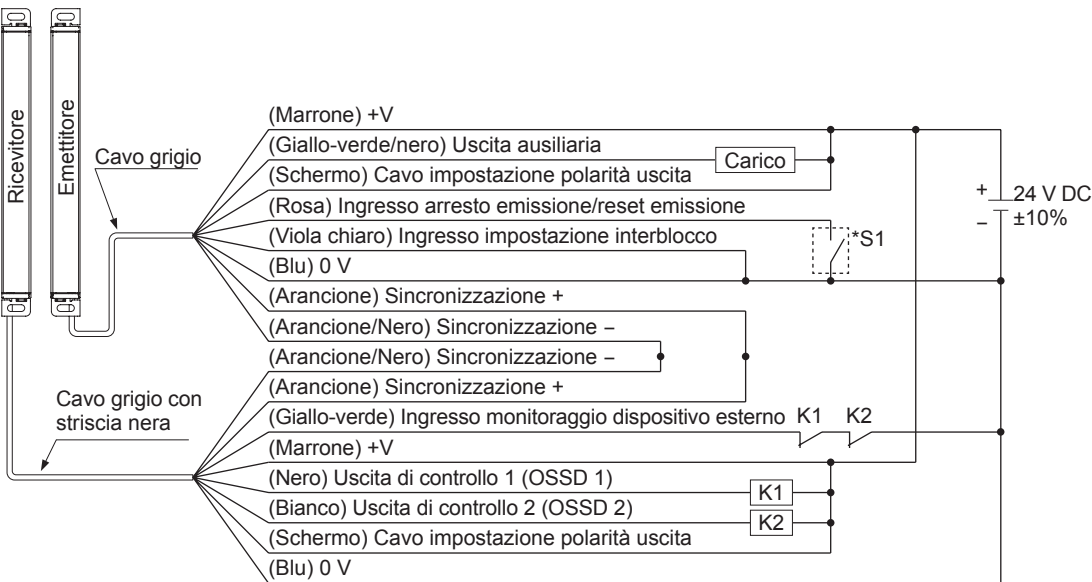 Ricevitore
Emettitore
Cavo grigio
(Marrone) +V
(Giallo-verde/nero) Uscita ausiliaria
Carico
(Schermo) Cavo impostazione polarità uscita
(Rosa) Ingresso arresto emissione/reset emissione
(Viola chiaro) Ingresso impostazione interblocco
*S1
+
–
24 V DC
±10%
(Blu) 0 V
(Arancione) Sincronizzazione +
(Arancione/Nero) Sincronizzazione –
(Arancione/Nero) Sincronizzazione –
(Arancione) Sincronizzazione +
Cavo grigio con
striscia nera
(Giallo-verde) Ingresso monitoraggio dispositivo esterno K1 K2
(Marrone) +V
(Nero) Uscita di controllo 1 (OSSD 1)
K1
(Bianco) Uscita di controllo 2 (OSSD 2)
K2
(Schermo) Cavo impostazione polarità uscita
(Blu) 0 V